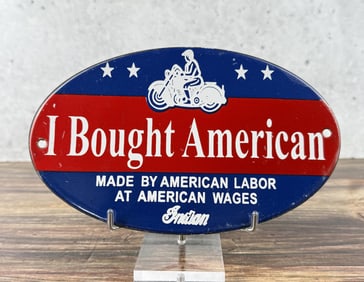 I Bought American
MADE BY AMERICAN LABOR
AT AMERICAN WAGES
Indian